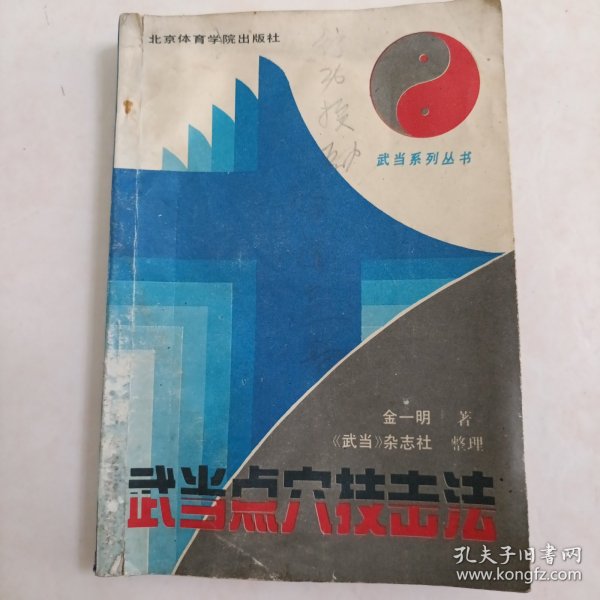 北京体育学院出版社
武当系列丛书
金一明 著
《武当》杂志社 整理
武当点穴技击法
孔夫子旧书网
www.kongfz.com